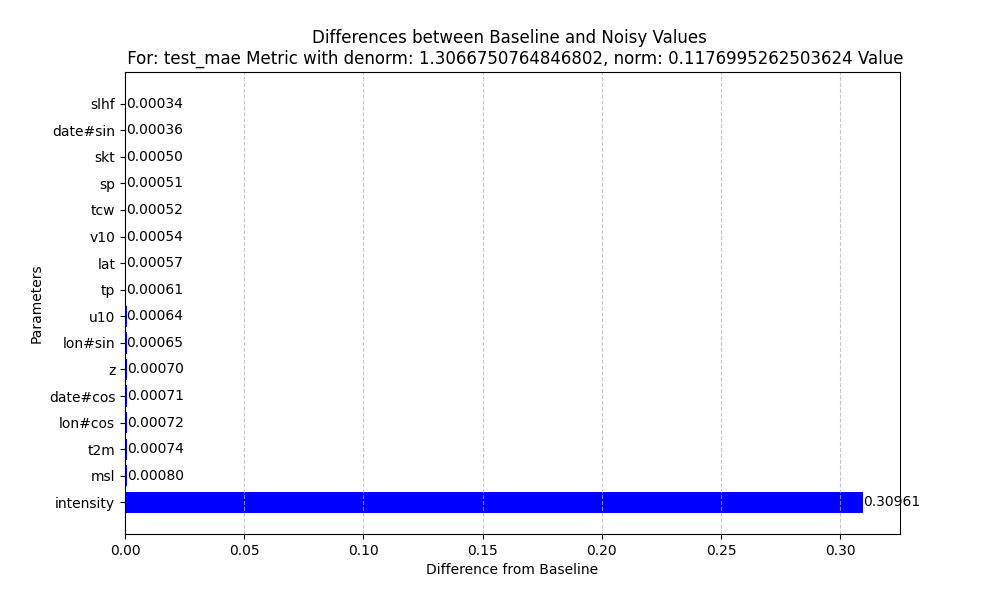 Differences between Baseline and Noisy Values
For: test_mae Metric with denorm: 1.3066750764846802, norm: 0.1176995262503624 Value
Parameters
slhf 0.00034
date#sin 0.00036
skt 0.00050
sp 0.00051
tcw 0.00052
v10 0.00054
lat 0.00057
tp 0.00061
u10 0.00064
lon#sin 0.00065
z 0.00070
date#cos 0.00071
lon#cos 0.00072
t2m 0.00074
msl 0.00080
intensity 0.30961
0.00 0.05 0.10 0.15 0.20 0.25 0.30
Difference from Baseline